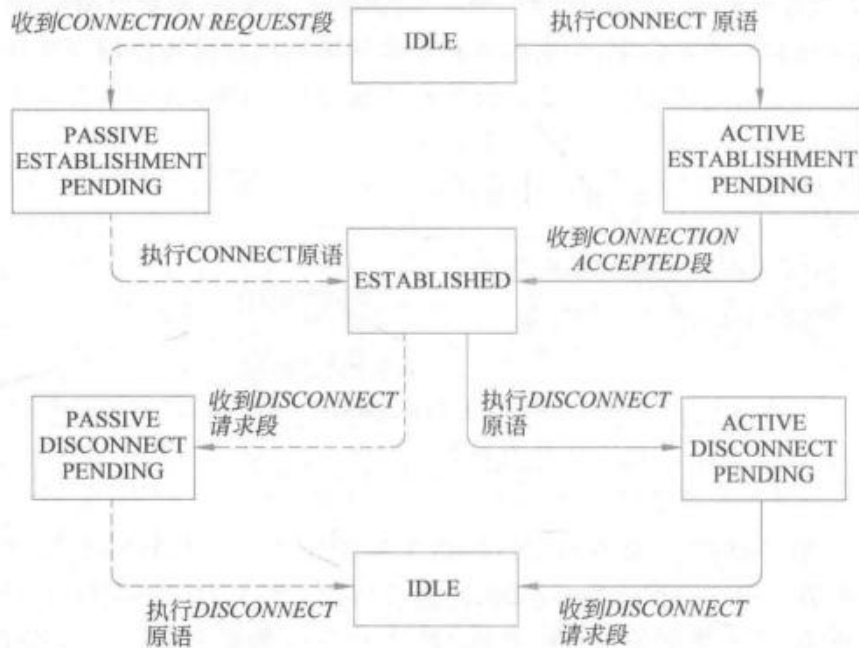 收到CONNECTION REQUEST段
IDLE
执行CONNECT 原语
PASSIVE
ESTABLISHMENT
PENDING
ACTIVE
ESTABLISHMENT
PENDING
执行CONNECT原语
ESTABLISHED
收到CONNECTION
ACCEPTED段
PASSIVE
DISCONNECT
PENDING
收到DISCONNECT
请求段
执行DISCONNECT
原语
ACTIVE
DISCONNECT
PENDING
执行DISCONNECT
原语
IDLE
收到DISCONNECT
请求段